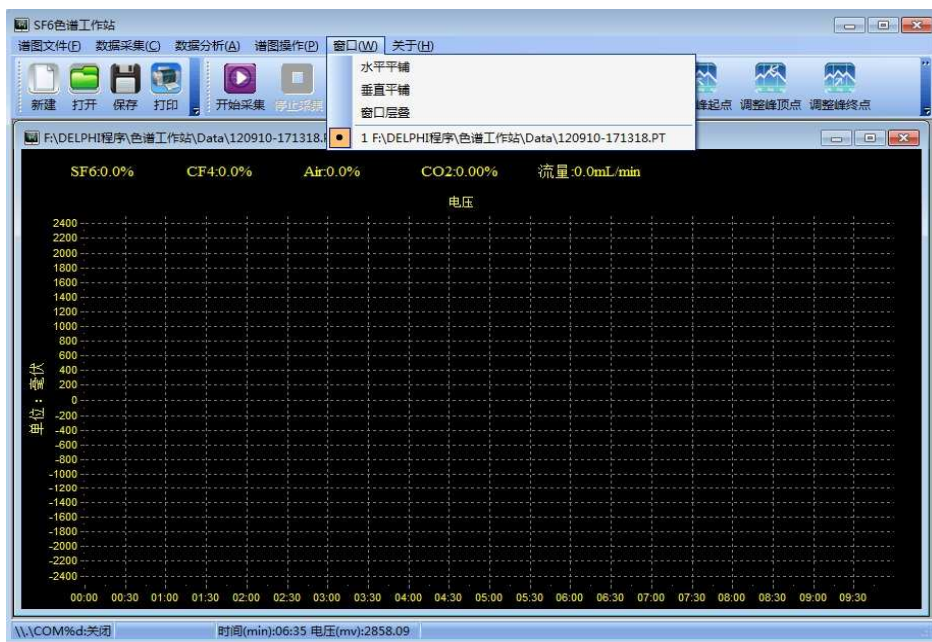 SF6色谱工作站
谱图文件(F) 数据采集(C) 数据分析(A) 谱图操作(P) 窗口(W) 关于(H)
水平平铺
垂直平铺
窗口层叠
1 F:\DELPHI程序\色谱工作站\Data\120910-171318.PT
新建 打开 保存 打印 开始采集 停止采集 峰起点 调整峰顶点 调整峰终点
F:\DELPHI程序\色谱工作站\Data\120910-171318.
SF6:0.0% CF4:0.0% Air:0.0% CO2:0.00% 流量:0.0mL/min
电压
2400
2200
2000
1800
1600
1400
1200
1000
800
600
400
200
0
-200
-400
-600
-800
-1000
-1200
-1400
-1600
-1800
-2000
-2200
-2400
单位：毫伏
00:00 00:30 01:00 01:30 02:00 02:30 03:00 03:30 04:00 04:30 05:00 05:30 06:00 06:30 07:00 07:30 08:00 08:30 09:00 09:30
\\.\COM%d:关闭 时间(min):06:35 电压(mv):2858.09